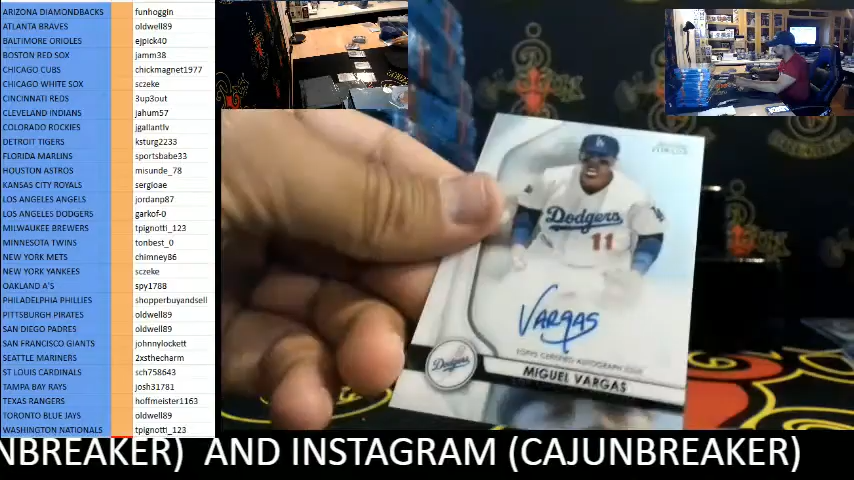 ARIZONA DIAMONDBACKS funhoggin
ATLANTA BRAVES oldwell89
BALTIMORE ORIOLES ejpick40
BOSTON RED SOX jamm38
CHICAGO CUBS chickmagnet1977
CHICAGO WHITE SOX sczeke
CINCINNATI REDS 3up3out
CLEVELAND INDIANS jahum57
COLORADO ROCKIES jgallantlv
DETROIT TIGERS ksturg2233
FLORIDA MARLINS sportsbabe33
HOUSTON ASTROS misunde_78
KANSAS CITY ROYALS sergioae
LOS ANGELES ANGELS jordanp87
LOS ANGELES DODGERS garkof-0
MILWAUKEE BREWERS tpignotti_123
MINNESOTA TWINS tonbest_0
NEW YORK METS chimney86
NEW YORK YANKEES sczeke
OAKLAND A'S spy1788
PHILADELPHIA PHILLIES shopperbuyandsell
PITTSBURGH PIRATES oldwell89
SAN DIEGO PADRES oldwell89
SAN FRANCISCO GIANTS johnnylockett
SEATTLE MARINERS 2xsthecharm
ST LOUIS CARDINALS sch758643
TAMPA BAY RAYS josh31781
TEXAS RANGERS hoffmeister1163
TORONTO BLUE JAYS oldwell89
WASHINGTON NATIONALS tpignotti_123
Dodgers
11
VARGAS
TOPPS CERTIFIED AUTOGRAPH ISSUE
Dodgers
MIGUEL VARGAS
NBREAKER) AND INSTAGRAM (CAJUNBREAKER)